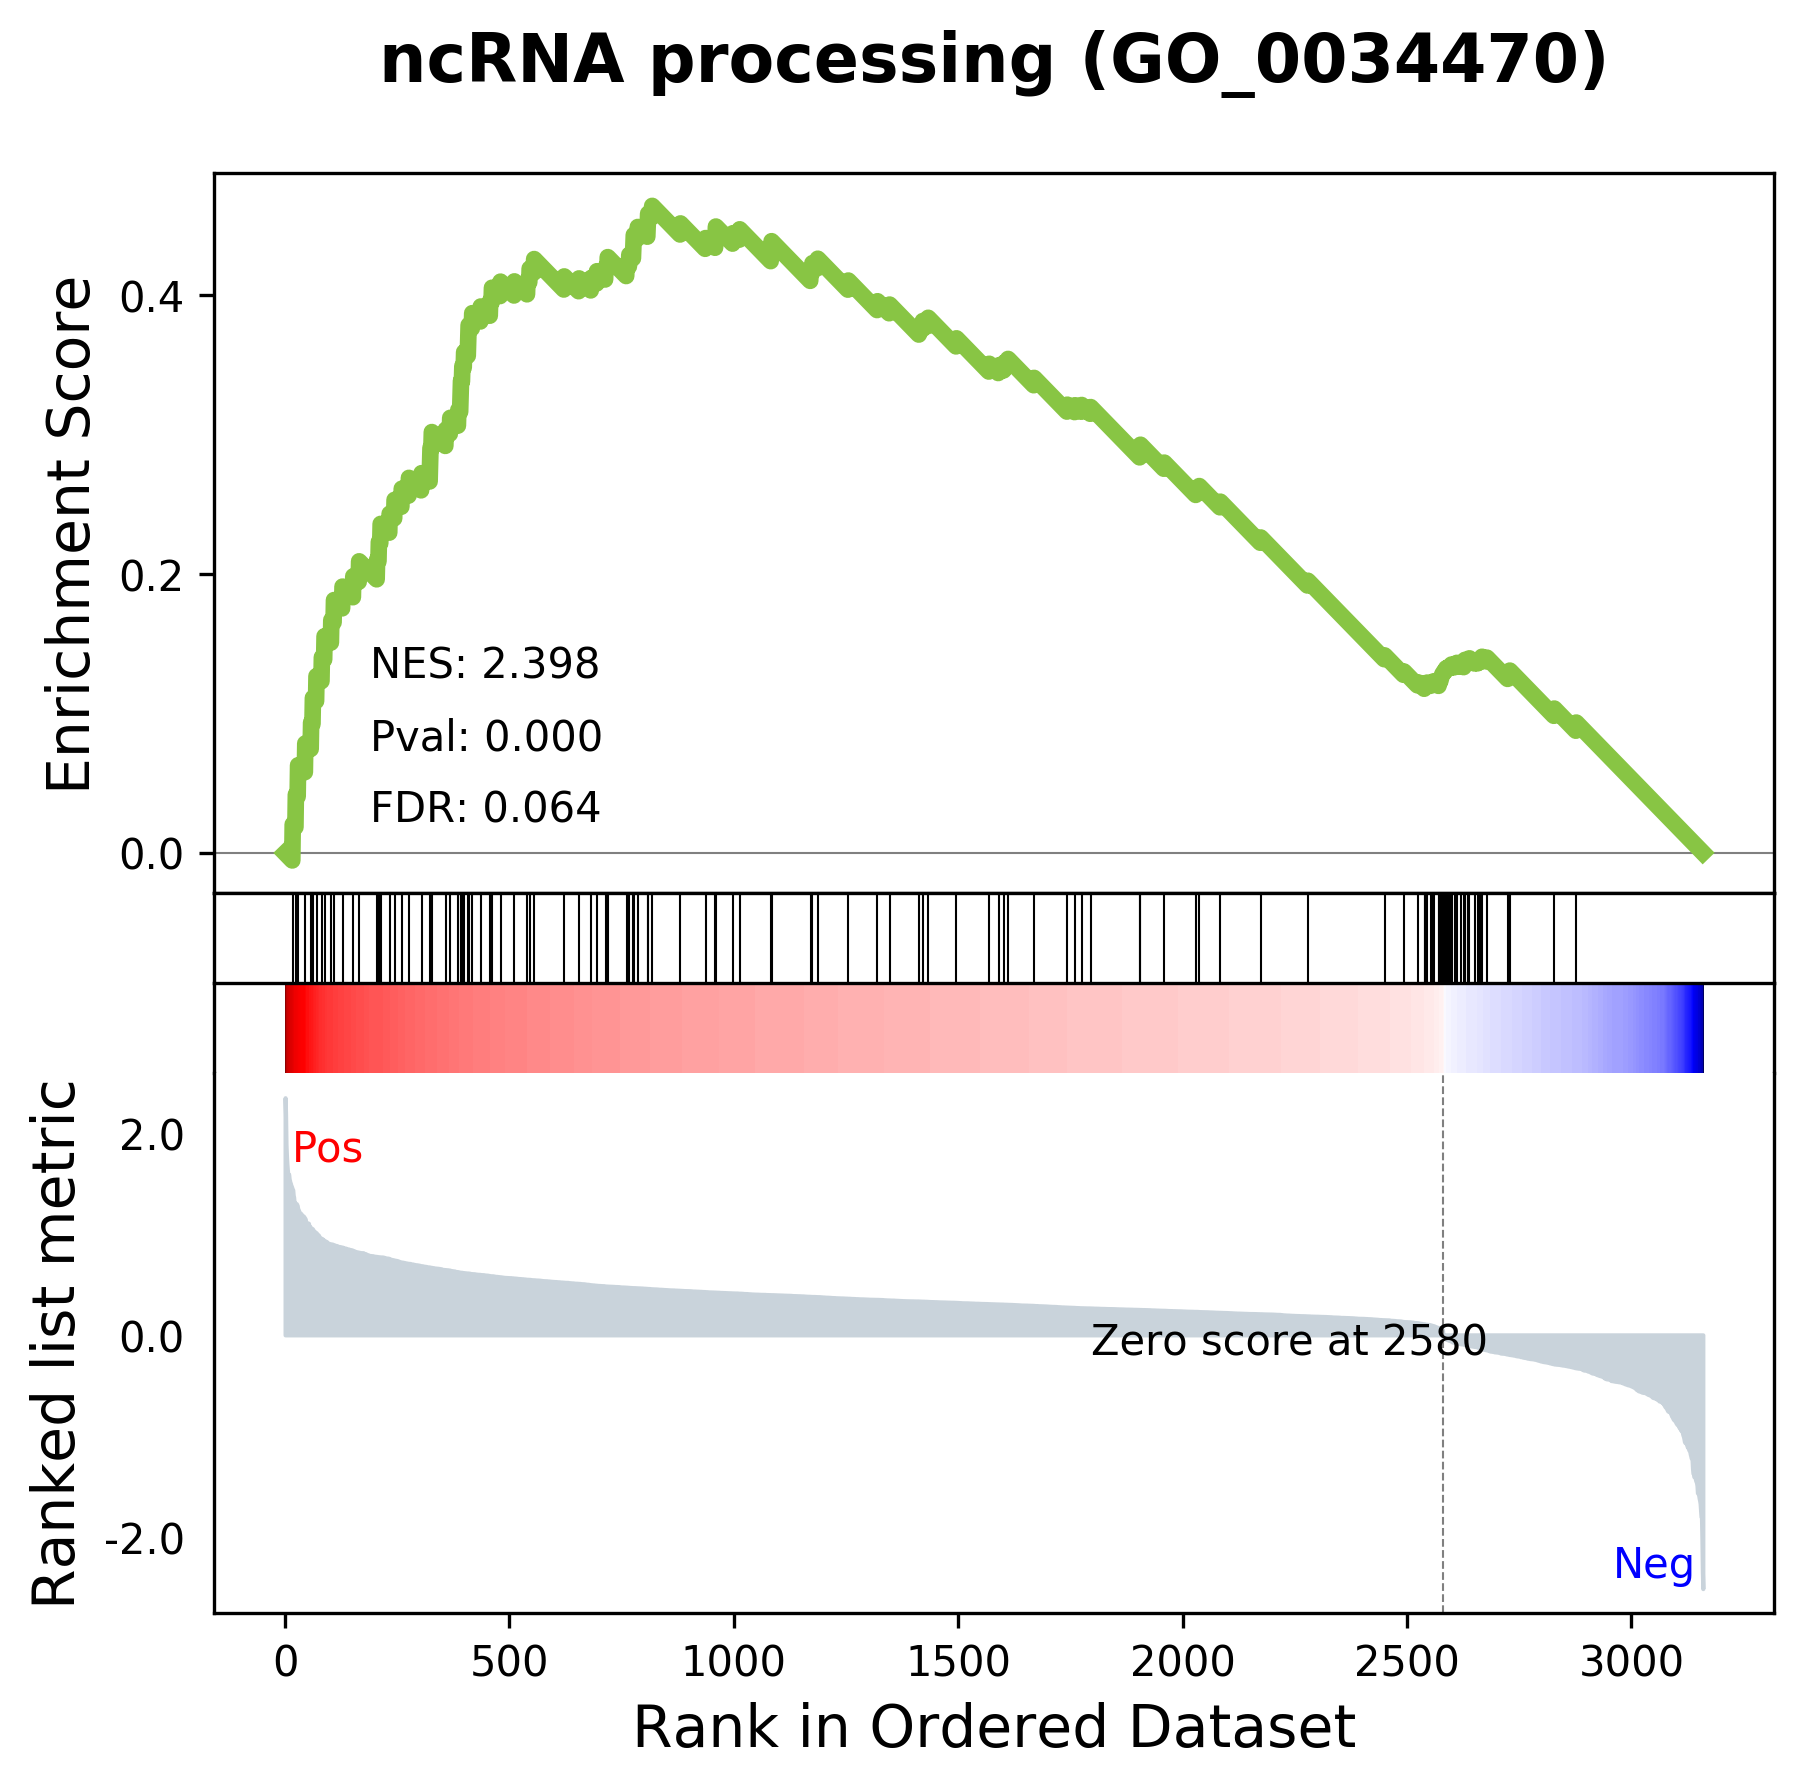 ncRNA processing (GO_0034470)
Enrichment Score
0.4
0.2
0.0
NES: 2.398
Pval: 0.000
FDR: 0.064
Ranked list metric
2.0
0.0
-2.0
Pos
Zero score at 2580
Neg
0 500 1000 1500 2000 2500 3000
Rank in Ordered Dataset